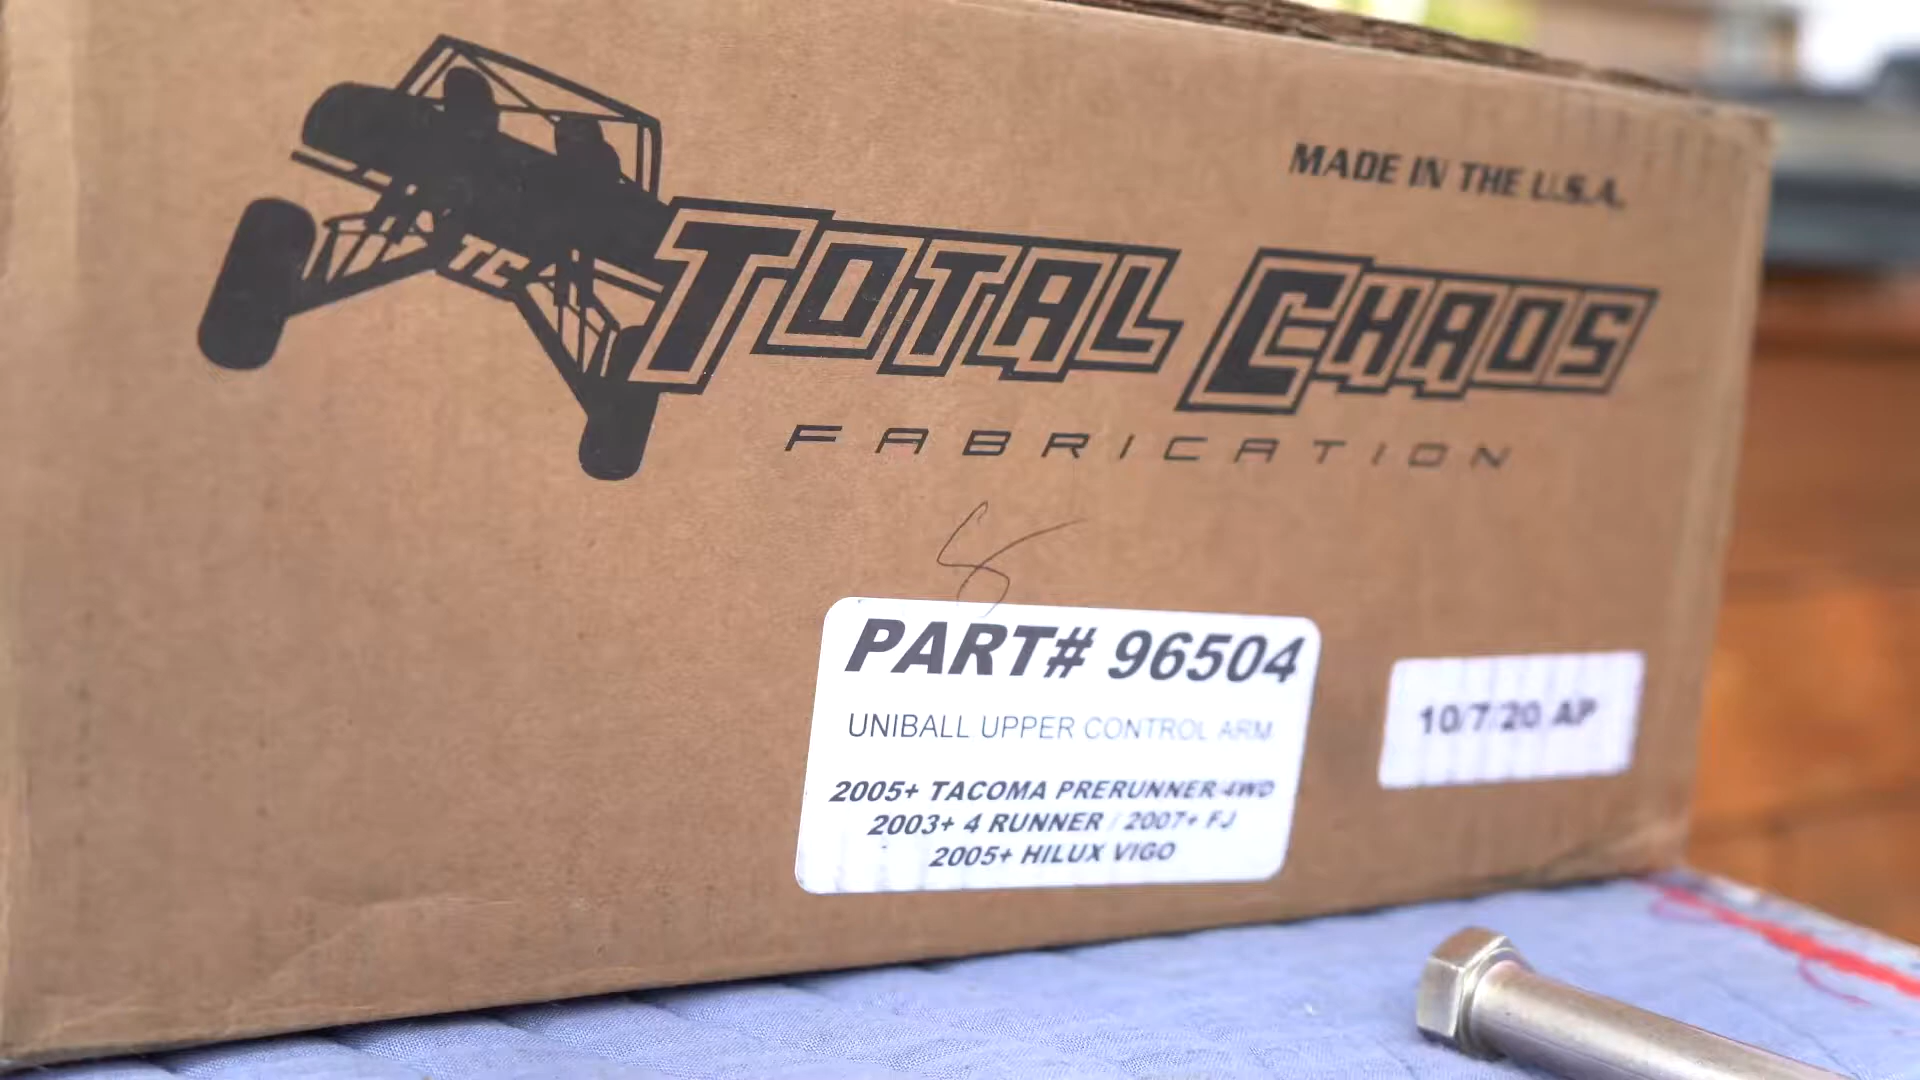 MADE IN THE U.S.A.
TC
TOTAL CHAOS
FABRICATION
8
PART# 96504
UNIBALL UPPER CONTROL ARM
2005+ TACOMA PRERUNNER/4WD
2003+ 4 RUNNER / 2007+ FJ
2005+ HILUX VIGO
10/7/20 AP